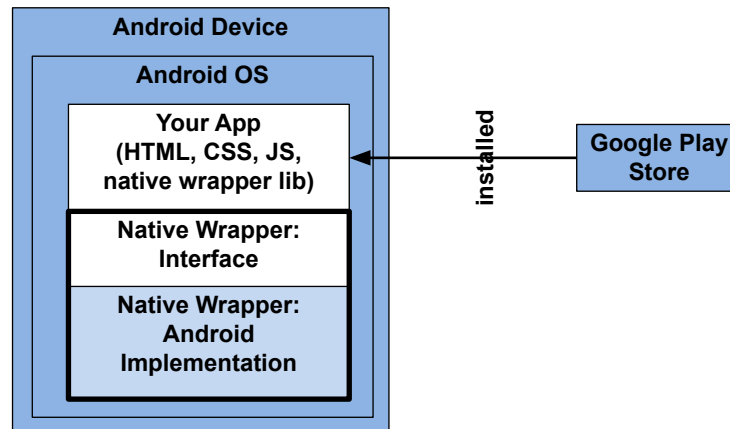 Android Device
Android OS
Your App
(HTML, CSS, JS,
native wrapper lib)
Native Wrapper:
Interface
Native Wrapper:
Android
Implementation
installed
Google Play
Store